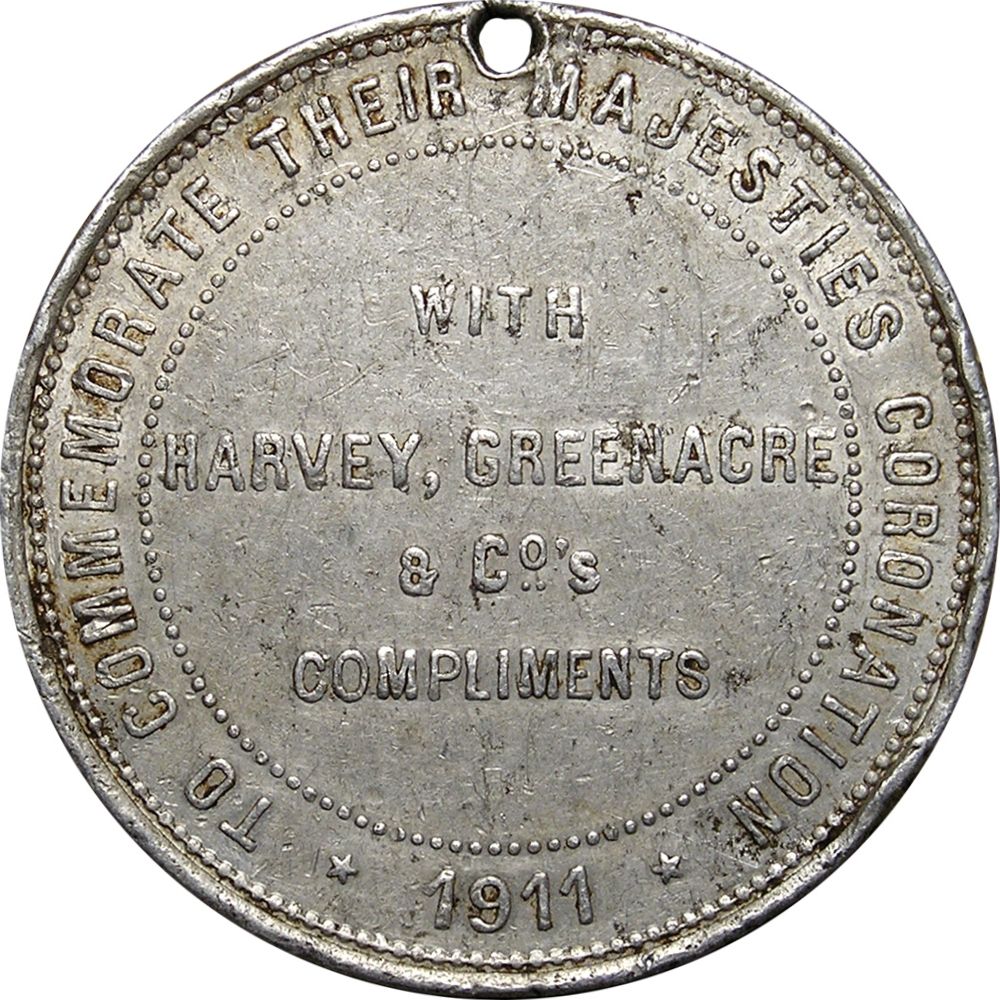 TO COMMEMORATE THEIR MAJESTIES CORONATION
WITH
HARVEY, GREENACRE
& Co's
COMPLIMENTS
★ 1911 ★